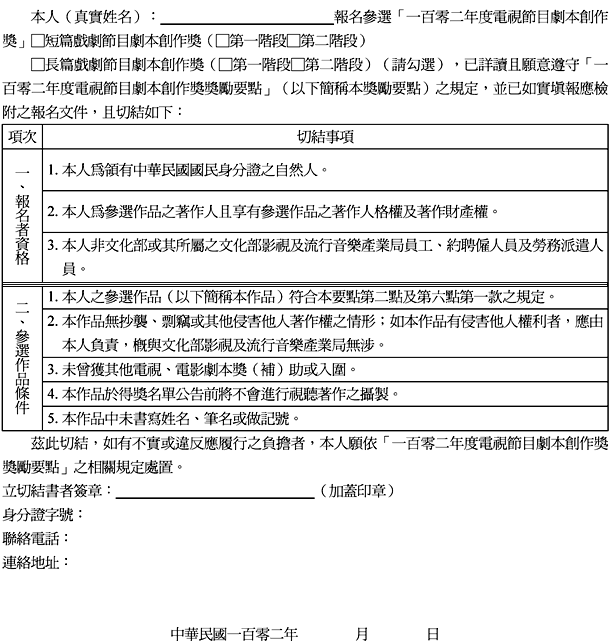 本人（真實姓名）：報名參選「一百零二年度電視節目劇本創作
獎」□短篇戲劇節目劇本創作獎（□第一階段□第二階段）
□長篇戲劇節目劇本創作獎（□第一階段□第二階段）（請勾選），已詳讀且願意遵守「一
百零二年度電視節目劇本創作獎獎勵要點」（以下簡稱本獎勵要點）之規定，並已如實填報應檢
附之報名文件，且切結如下：
項次 切結事項
一、報名者資格
1. 本人爲領有中華民國國民身分證之自然人。
2. 本人爲參選作品之著作人且享有參選作品之著作人格權及著作財產權。
3. 本人非文化部或其所屬之文化部影視及流行音樂產業局員工、約聘僱人員及勞務派遣人
員。
二、參選作品條件
1. 本人之參選作品（以下簡稱本作品）符合本要點第二點及第六點第一款之規定。
2. 本作品無抄襲、剽竊或其他侵害他人著作權之情形；如本作品有侵害他人權利者，應由
本人負責，概與文化部影視及流行音樂產業局無涉。
3. 未曾獲其他電視、電影劇本獎（補）助或入圍。
4. 本作品於得獎名單公告前將不會進行視聽著作之攝製。
5. 本作品中未書寫姓名、筆名或做記號。
茲此切結，如有不實或違反應履行之負擔者，本人願依「一百零二年度電視節目劇本創作獎
獎勵要點」之相關規定處置。
立切結書者簽章：（加蓋印章）
身分證字號：
聯絡電話：
連絡地址：
中華民國一百零二年 月 日